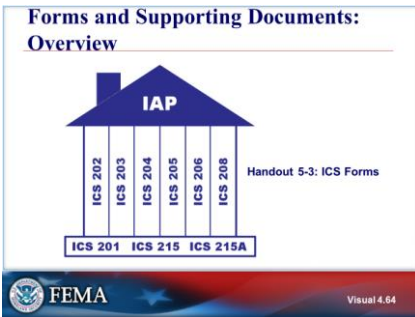 Forms and Supporting Documents:
Overview
IAP
ICS 202
ICS 203
ICS 204
ICS 205
ICS 206
ICS 208
Handout 5-3: ICS Forms
ICS 201 ICS 215 ICS 215A
FEMA
Visual 4.64